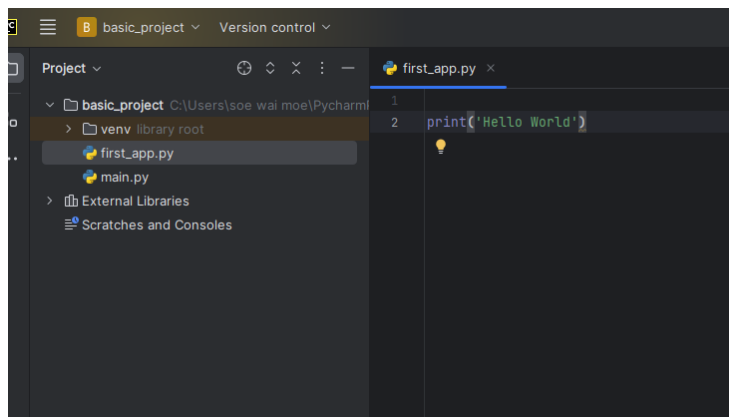 B basic_project Version control
Project
first_app.py
basic_project C:\Users\soe wai moe\Pycharm
venv library root
first_app.py
main.py
External Libraries
Scratches and Consoles
1
2 print('Hello World')